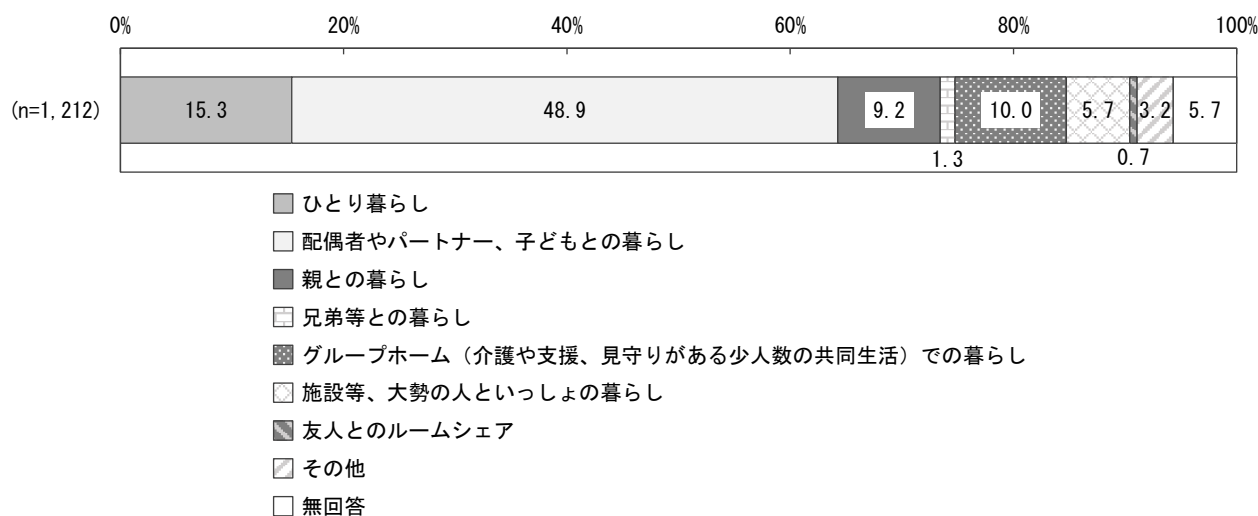 0% 20% 40% 60% 80% 100%
(n=1,212) 15.3 48.9 9.2 10.0 5.7 3.2 5.7
1.3 0.7
ひとり暮らし
配偶者やパートナー、子どもとの暮らし
親との暮らし
兄弟等との暮らし
グループホーム（介護や支援、見守りがある少人数の共同生活）での暮らし
施設等、大勢の人といっしょの暮らし
友人とのルームシェア
その他
無回答